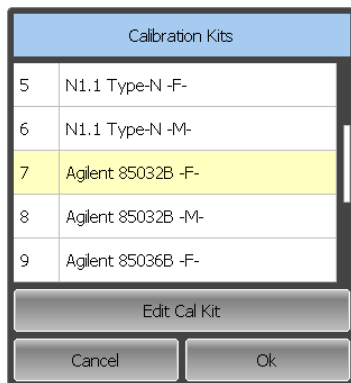 Calibration Kits
5 N1.1 Type-N -F-
6 N1.1 Type-N -M-
7 Agilent 85032B -F-
8 Agilent 85032B -M-
9 Agilent 85036B -F-
Edit Cal Kit
Cancel Ok